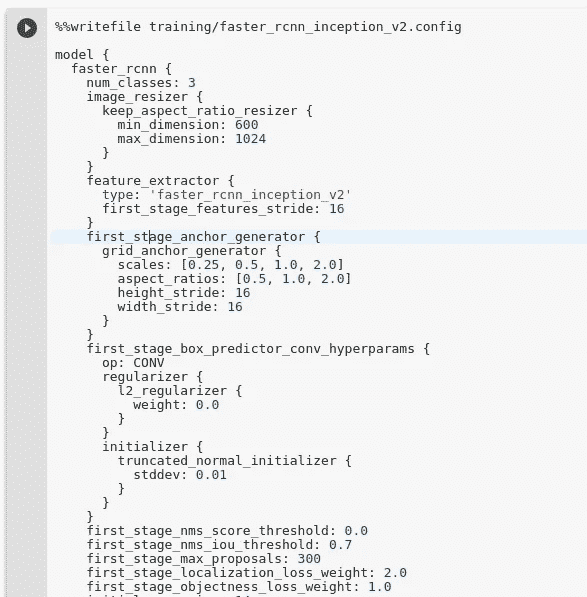 %%writefile training/faster_rcnn_inception_v2.config
model {
faster_rcnn {
num_classes: 3
image_resizer {
keep_aspect_ratio_resizer {
min_dimension: 600
max_dimension: 1024
}
}
feature_extractor {
type: 'faster_rcnn_inception_v2'
first_stage_features_stride: 16
}
first_stage_anchor_generator {
grid_anchor_generator {
scales: [0.25, 0.5, 1.0, 2.0]
aspect_ratios: [0.5, 1.0, 2.0]
height_stride: 16
width_stride: 16
}
}
first_stage_box_predictor_conv_hyperparams {
op: CONV
regularizer {
l2_regularizer {
weight: 0.0
}
}
initializer {
truncated_normal_initializer {
stddev: 0.01
}
}
}
first_stage_nms_score_threshold: 0.0
first_stage_nms_iou_threshold: 0.7
first_stage_max_proposals: 300
first_stage_localization_loss_weight: 2.0
first_stage_objectness_loss_weight: 1.0